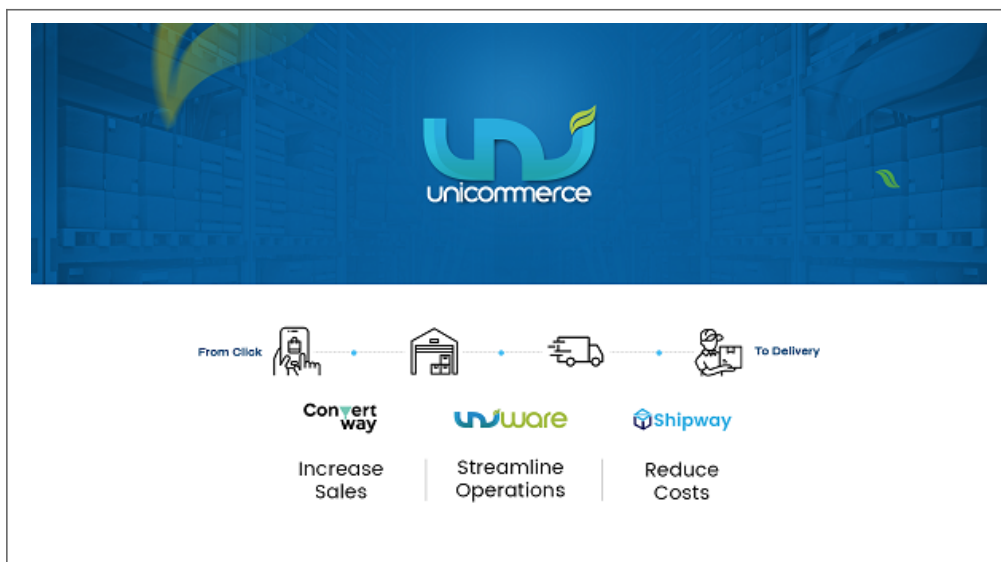 unicommerce
From Click
To Delivery
Convert
way
uniware
Shipway
Increase
Sales
Streamline
Operations
Reduce
Costs